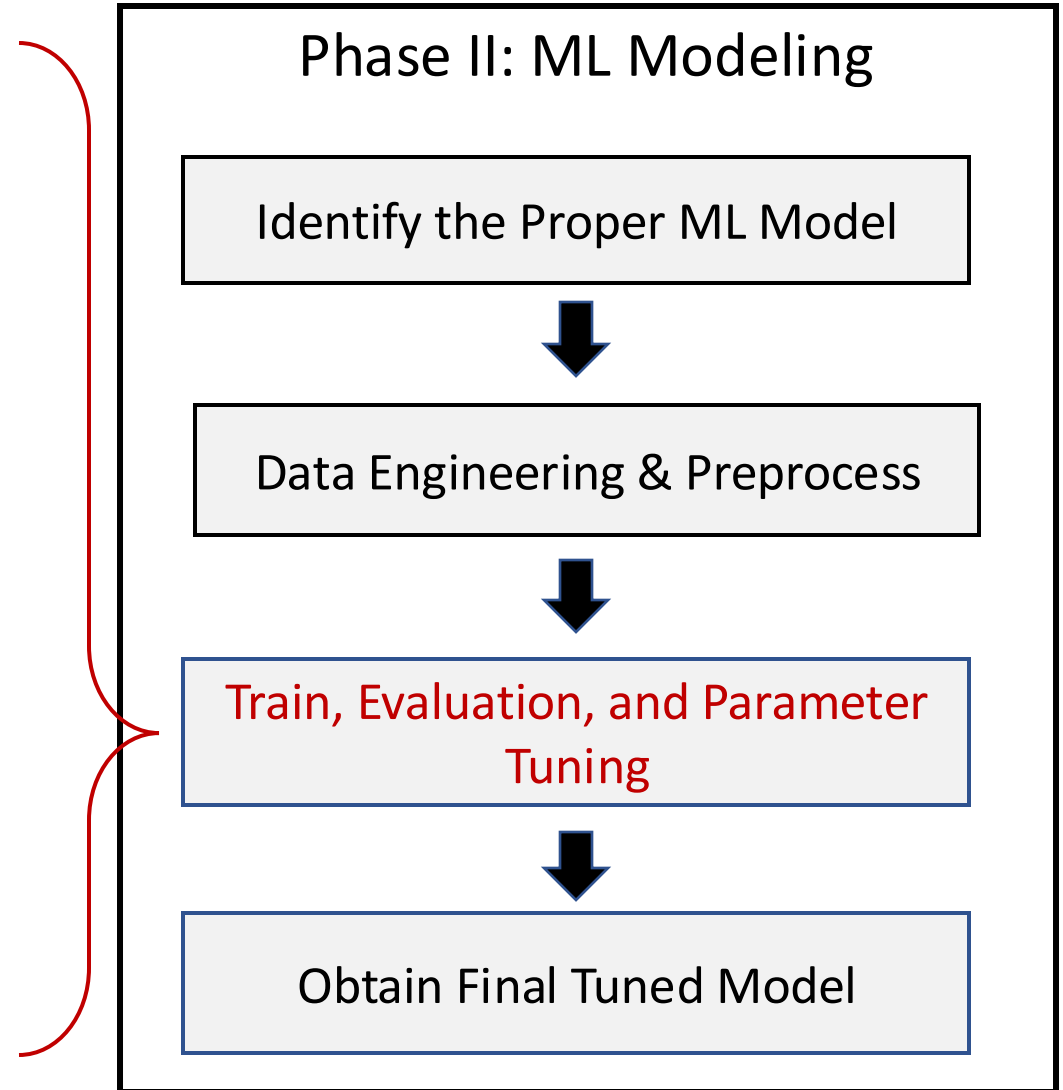 Phase II: ML Modeling
Identify the Proper ML Model
Data Engineering & Preprocess
Train, Evaluation, and Parameter
Tuning
Obtain Final Tuned Model